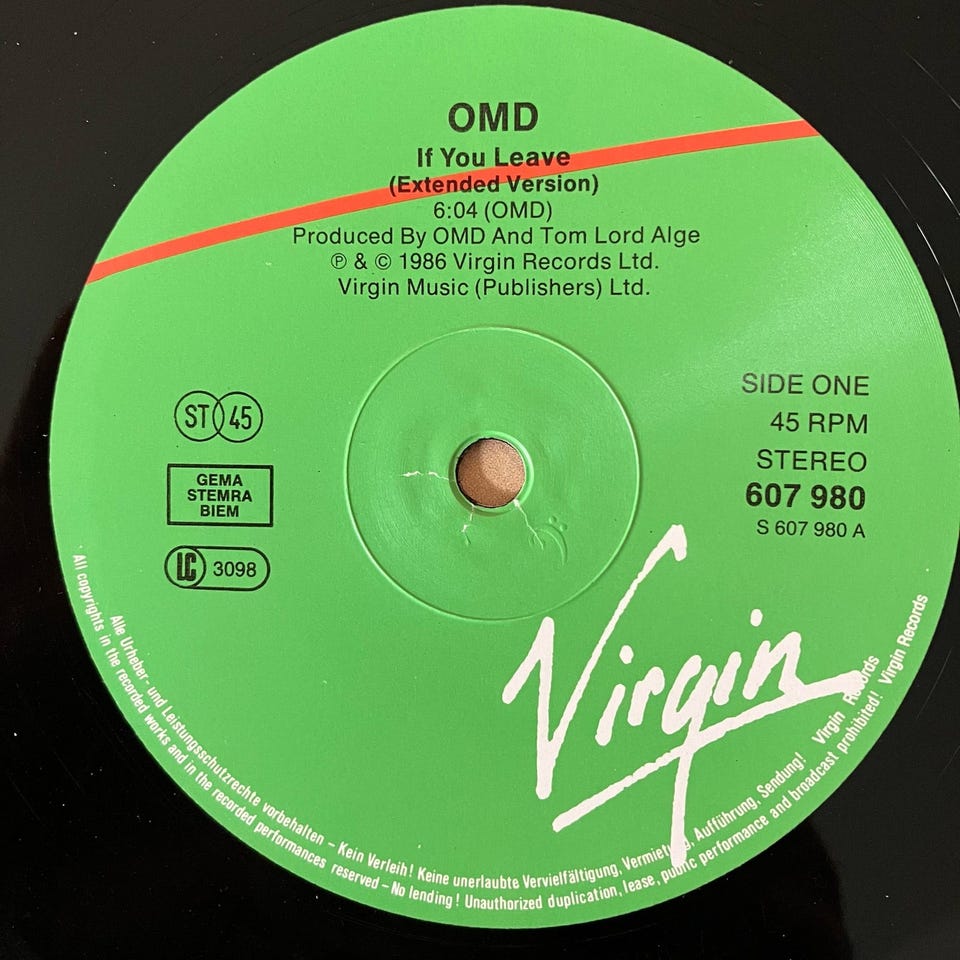 OMD
If You Leave
(Extended Version)
6:04 (OMD)
Produced By OMD And Tom Lord Alge
℗ & © 1986 Virgin Records Ltd.
Virgin Music (Publishers) Ltd.
ST 45
GEMA
STEMRA
BIEM
LC 3098
SIDE ONE
45 RPM
STEREO
607 980
S 607 980 A
Virgin
Alle Urheber- und Leistungsschutzrechte vorbehalten – Kein Verleih! Keine unerlaubte Vervielfältigung, Vermietung, Aufführung, Sendung! Virgin Records
All copyrights in the recorded works and in the recorded performances reserved – No lending! Unauthorized duplication, lease, public performance and broadcast prohibited! Virgin Records